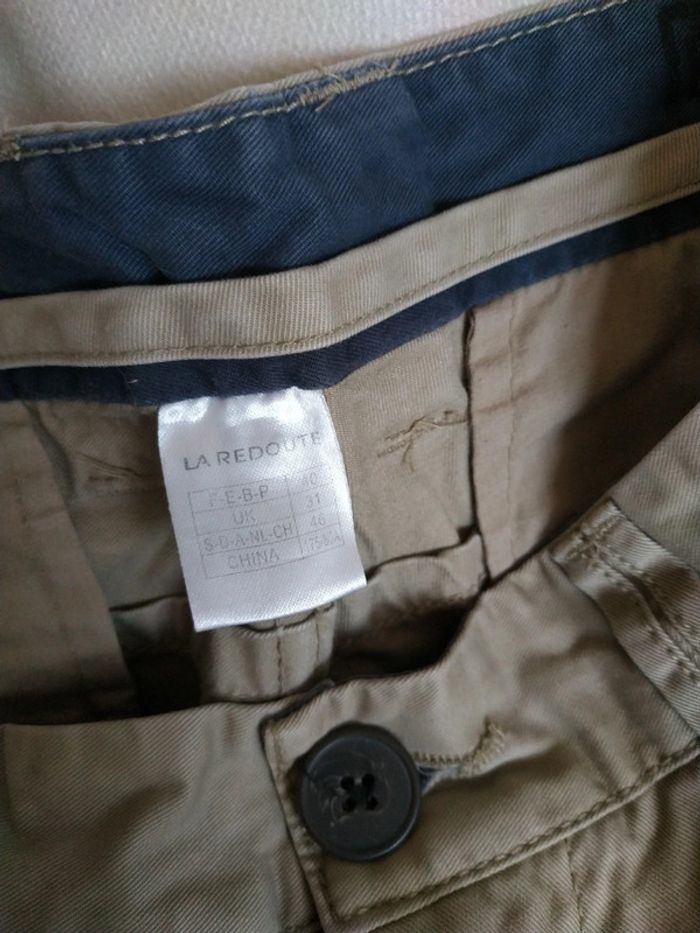 LA REDOUTE
F-E-B-P
UK 31
S-D-A-NL-CH 46
CHINA